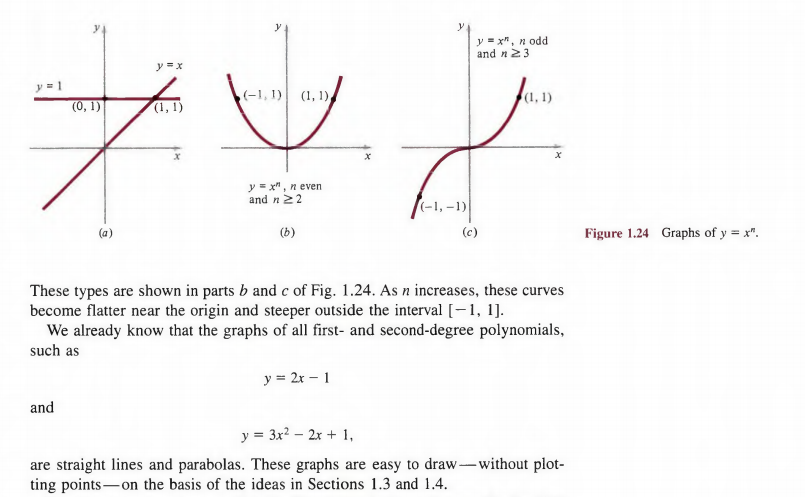 y
y = x
y = 1
(0, 1)
(1, 1)
x
(a)
y
(−1, 1)
(1, 1)
x
y = xⁿ, n even
and n ≥ 2
(b)
y
y = xⁿ, n odd
and n ≥ 3
(1, 1)
x
(−1, −1)
(c)
Figure 1.24 Graphs of y = xⁿ.
These types are shown in parts b and c of Fig. 1.24. As n increases, these curves
become flatter near the origin and steeper outside the interval [−1, 1].
We already know that the graphs of all first- and second-degree polynomials,
such as
y = 2x − 1
and
y = 3x² − 2x + 1,
are straight lines and parabolas. These graphs are easy to draw—without plot-
ting points—on the basis of the ideas in Sections 1.3 and 1.4.